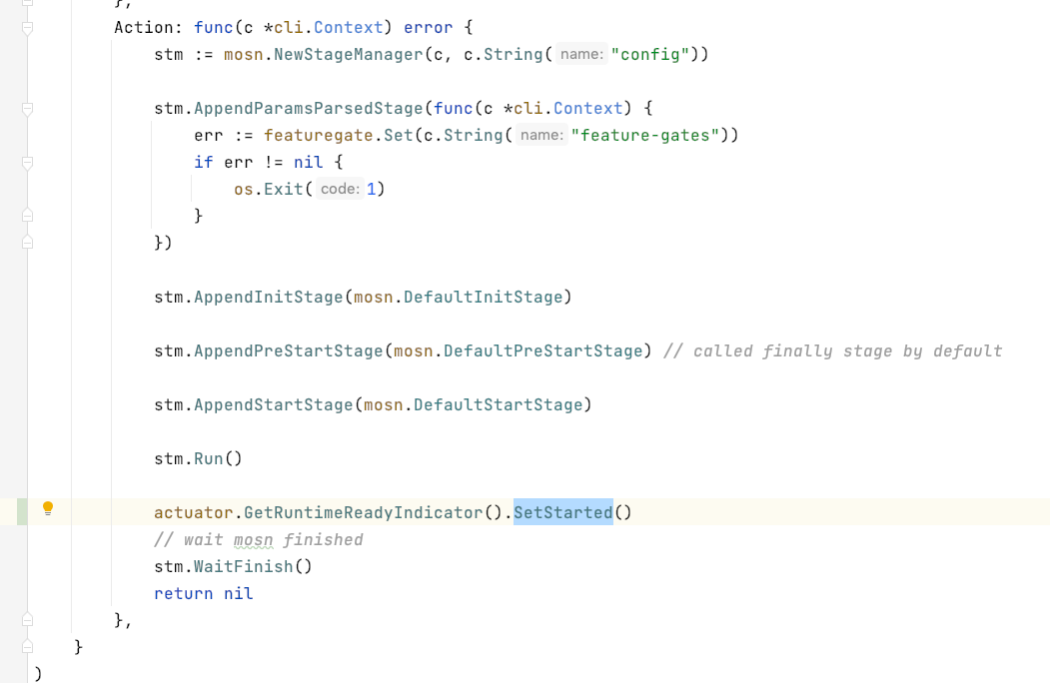 },
Action: func(c *cli.Context) error {
stm := mosn.NewStageManager(c, c.String( name: "config"))
stm.AppendParamsParsedStage(func(c *cli.Context) {
err := featuregate.Set(c.String( name: "feature-gates"))
if err != nil {
os.Exit( code: 1)
}
})
stm.AppendInitStage(mosn.DefaultInitStage)
stm.AppendPreStartStage(mosn.DefaultPreStartStage) // called finally stage by default
stm.AppendStartStage(mosn.DefaultStartStage)
stm.Run()
actuator.GetRuntimeReadyIndicator().SetStarted()
// wait mosn finished
stm.WaitFinish()
return nil
},
}
)